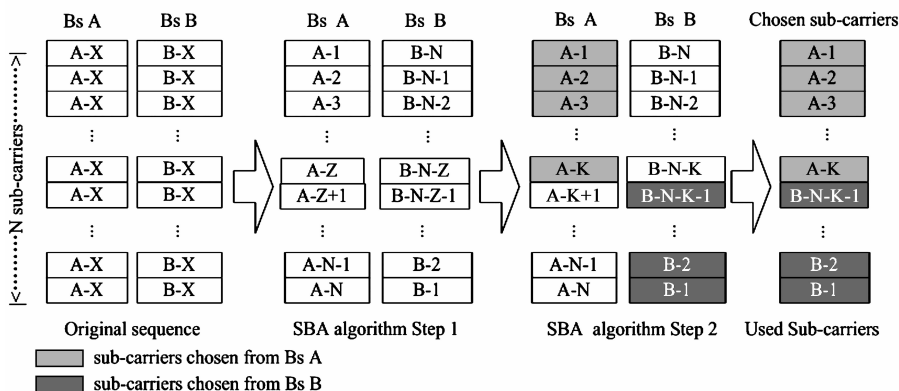 Bs A Bs B Bs A Bs B Bs A Bs B Chosen sub-carriers
A-X B-X A-1 B-N A-1 B-N A-1
A-X B-X A-2 B-N-1 A-2 B-N-1 A-2
A-X B-X A-3 B-N-2 A-3 B-N-2 A-3
⋮ ⋮ ⋮ ⋮ ⋮ ⋮ ⋮
|<········N sub-carriers········>|
A-X B-X A-Z B-N-Z A-K B-N-K A-K
A-X B-X A-Z+1 B-N-Z-1 A-K+1 B-N-K-1 B-N-K-1
⋮ ⋮ ⋮ ⋮ ⋮ ⋮ ⋮
A-X B-X A-N-1 B-2 A-N-1 B-2 B-2
A-X B-X A-N B-1 A-N B-1 B-1
Original sequence SBA algorithm Step 1 SBA algorithm Step 2 Used Sub-carriers
sub-carriers chosen from Bs A
sub-carriers chosen from Bs B